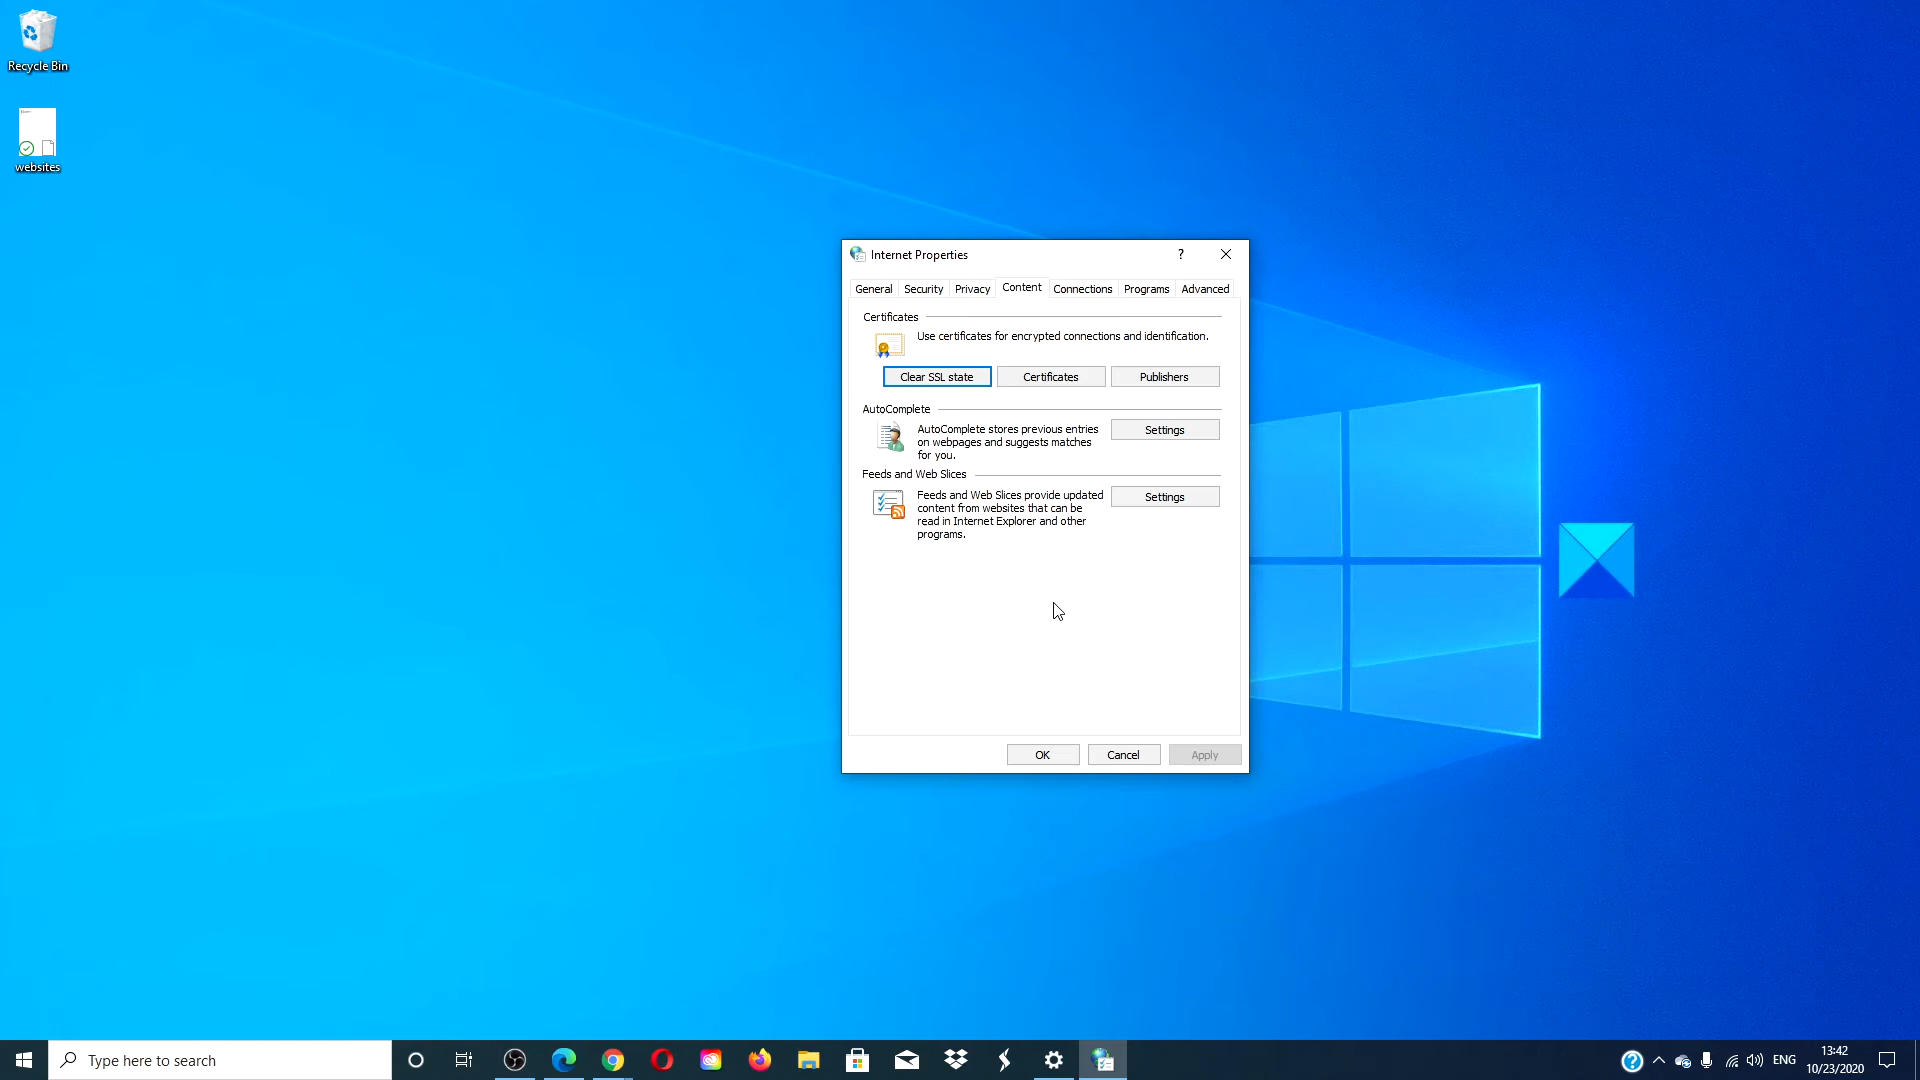 Recycle Bin
websites
Internet Properties
?
General Security Privacy Content Connections Programs Advanced
Certificates
Use certificates for encrypted connections and identification.
Clear SSL state Certificates Publishers
AutoComplete
AutoComplete stores previous entries
on webpages and suggests matches
for you.
Settings
Feeds and Web Slices
Feeds and Web Slices provide updated
content from websites that can be
read in Internet Explorer and other
programs.
Settings
OK Cancel Apply
Type here to search
?
ENG
13:42
10/23/2020